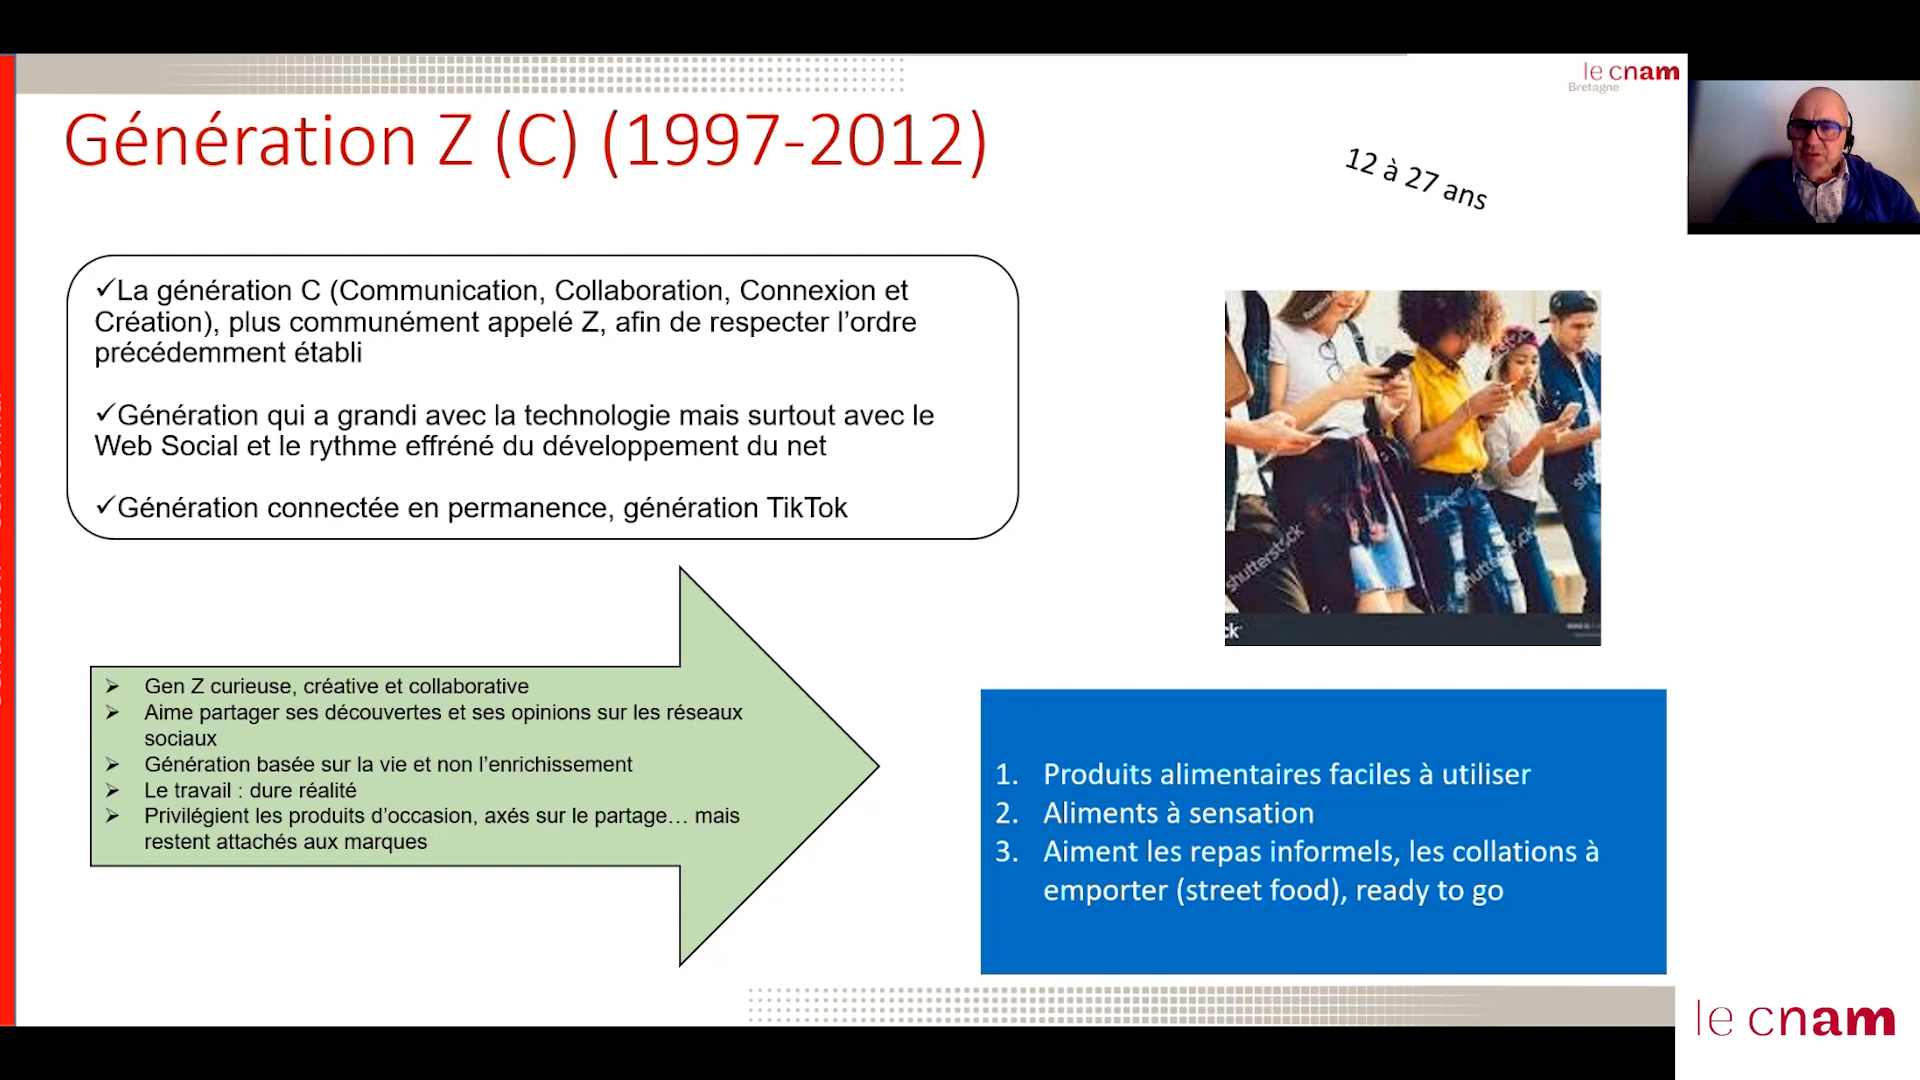 le cnam
Bretagne
Génération Z (C) (1997-2012)
12 à 27 ans
✓La génération C (Communication, Collaboration, Connexion et
Création), plus communément appelé Z, afin de respecter l’ordre
précédemment établi
✓Génération qui a grandi avec la technologie mais surtout avec le
Web Social et le rythme effréné du développement du net
✓Génération connectée en permanence, génération TikTok
shutterstock
shutterstock
ck
➢ Gen Z curieuse, créative et collaborative
➢ Aime partager ses découvertes et ses opinions sur les réseaux
sociaux
➢ Génération basée sur la vie et non l’enrichissement
➢ Le travail : dure réalité
➢ Privilégient les produits d’occasion, axés sur le partage… mais
restent attachés aux marques
1. Produits alimentaires faciles à utiliser
2. Aliments à sensation
3. Aiment les repas informels, les collations à
emporter (street food), ready to go
le cnam